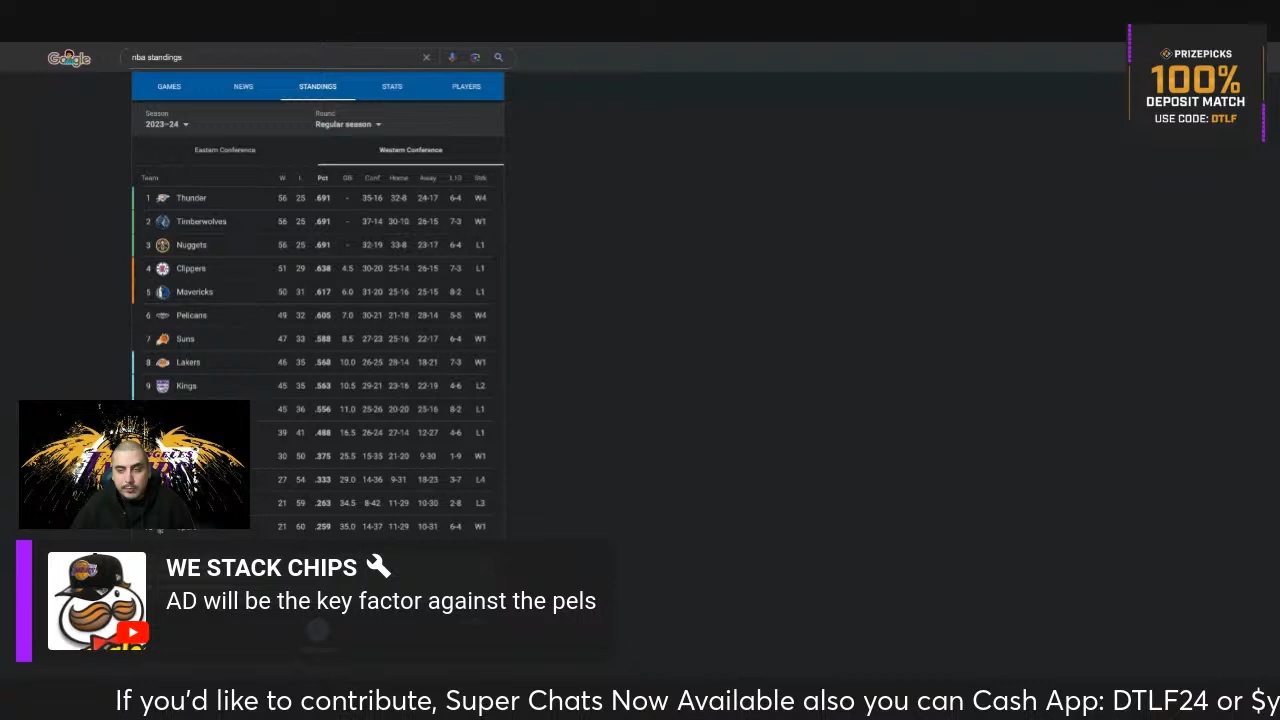 Google
nba standings
PRIZEPICKS
100%
DEPOSIT MATCH
USE CODE: DTLF
GAMES NEWS STANDINGS STATS PLAYERS
Season Round
2023-24 Regular season
Eastern Conference Western Conference
Team W L Pct GB Conf Home Away L10 Strk
1 Thunder 56 25 .691 - 35-16 32-8 24-17 6-4 W4
2 Timberwolves 56 25 .691 - 37-14 30-10 26-15 7-3 W1
3 Nuggets 56 25 .691 - 32-19 33-8 23-17 6-4 L1
4 Clippers 51 29 .638 4.5 30-20 25-14 26-15 7-3 L1
5 Mavericks 50 31 .617 6.0 31-20 25-16 25-15 8-2 L1
6 Pelicans 49 32 .605 7.0 30-21 21-18 28-14 5-5 W4
7 Suns 47 33 .588 8.5 27-23 25-16 22-17 6-4 W1
8 Lakers 46 35 .568 10.0 26-25 28-14 18-21 7-3 W1
9 Kings 45 35 .563 10.5 29-21 23-16 22-19 4-6 L2
45 36 .556 11.0 25-26 20-20 25-16 8-2 L1
39 41 .488 16.5 26-24 27-14 12-27 4-6 L1
30 50 .375 25.5 15-35 21-20 9-30 1-9 W1
27 54 .333 29.0 14-36 9-31 18-23 3-7 L4
21 59 .263 34.5 8-42 11-29 10-30 2-8 L3
21 60 .259 35.0 14-37 11-29 10-31 6-4 W1
WE STACK CHIPS
AD will be the key factor against the pels
If you'd like to contribute, Super Chats Now Available also you can Cash App: DTLF24 or $y